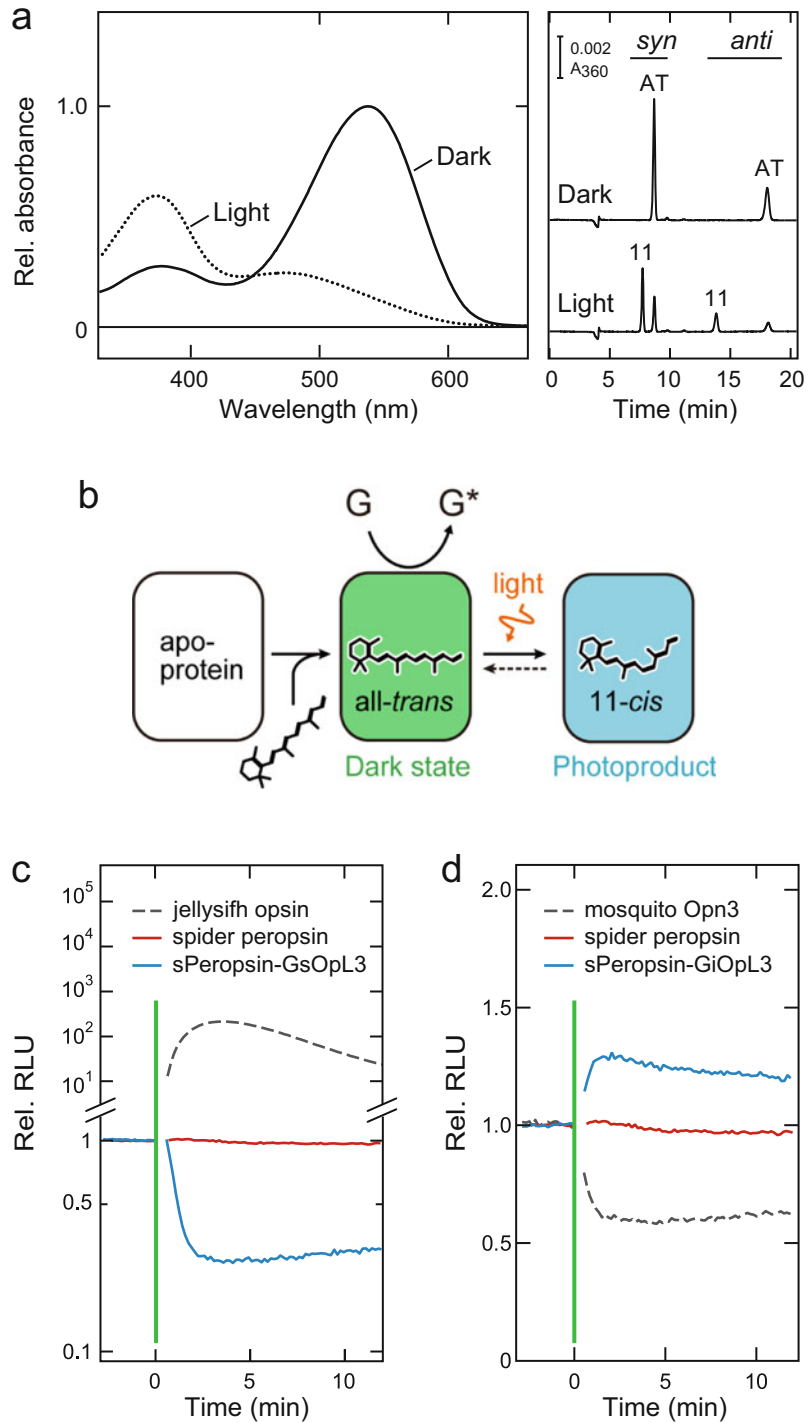 a
Rel. absorbance
1.0
0
Dark
Light
400
500
600
Wavelength (nm)
0.002
A360
syn
anti
AT
AT
Dark
11
11
Light
0
5
10
15
20
Time (min)
b
G
G*
apo-
protein
light
all-trans
11-cis
Dark state
Photoproduct
c
Rel. RLU
10^5
10^4
10^3
10^2
10^1
1
0.5
0.1
jellysifh opsin
spider peropsin
sPeropsin-GsOpL3
0
5
10
Time (min)
d
Rel. RLU
2.0
1.5
1.0
0.5
0
mosquito Opn3
spider peropsin
sPeropsin-GiOpL3
0
5
10
Time (min)